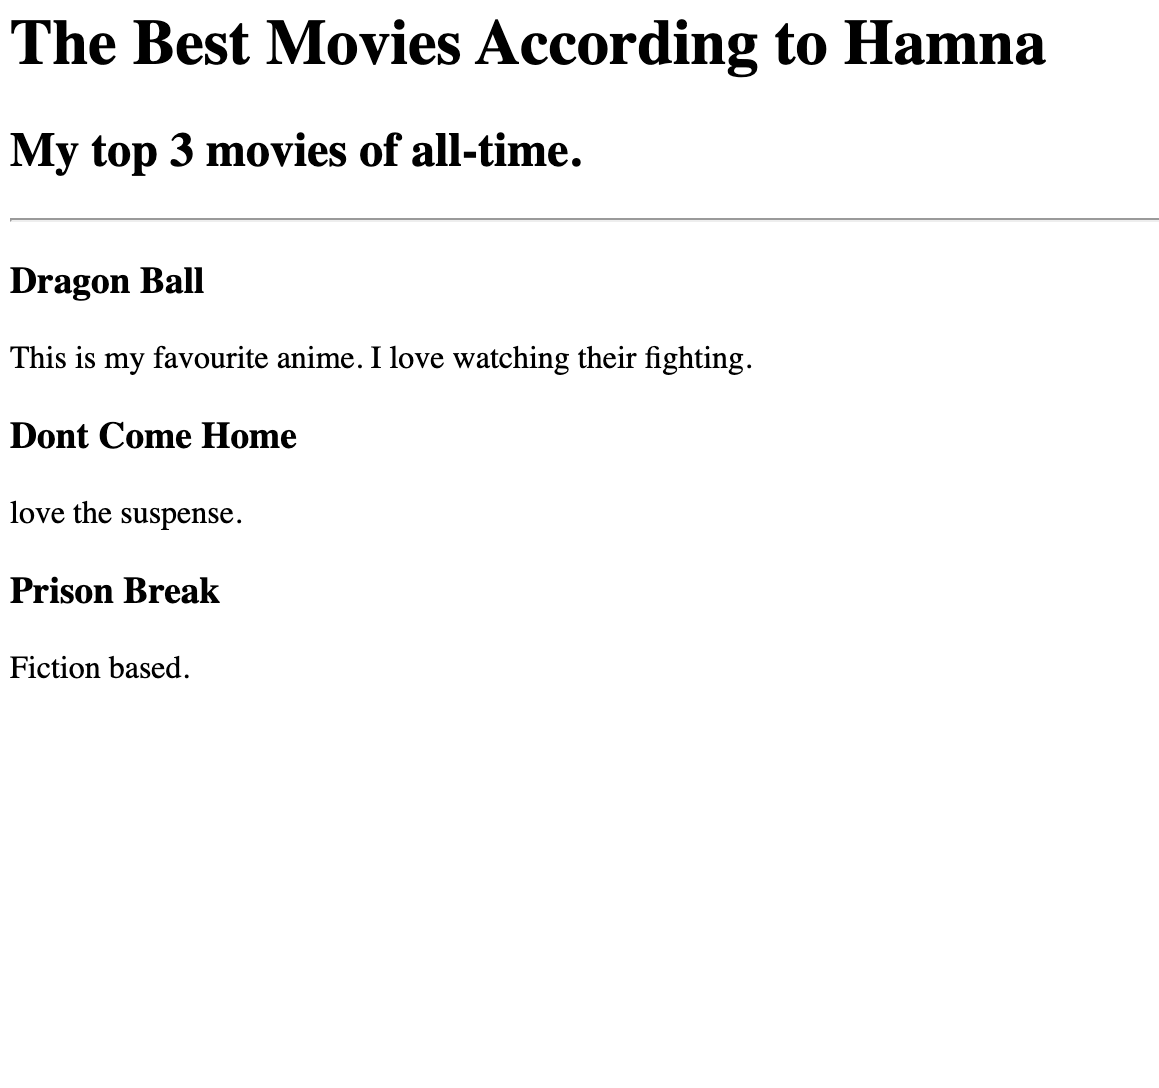 The Best Movies According to Hamna
My top 3 movies of all-time.
Dragon Ball
This is my favourite anime. I love watching their fighting.
Dont Come Home
love the suspense.
Prison Break
Fiction based.